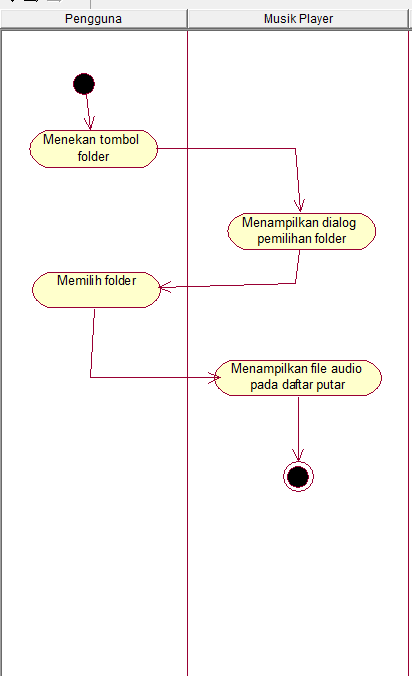 Pengguna
Musik Player
Menekan tombol
folder
Menampilkan dialog
pemilihan folder
Memilih folder
Menampilkan file audio
pada daftar putar